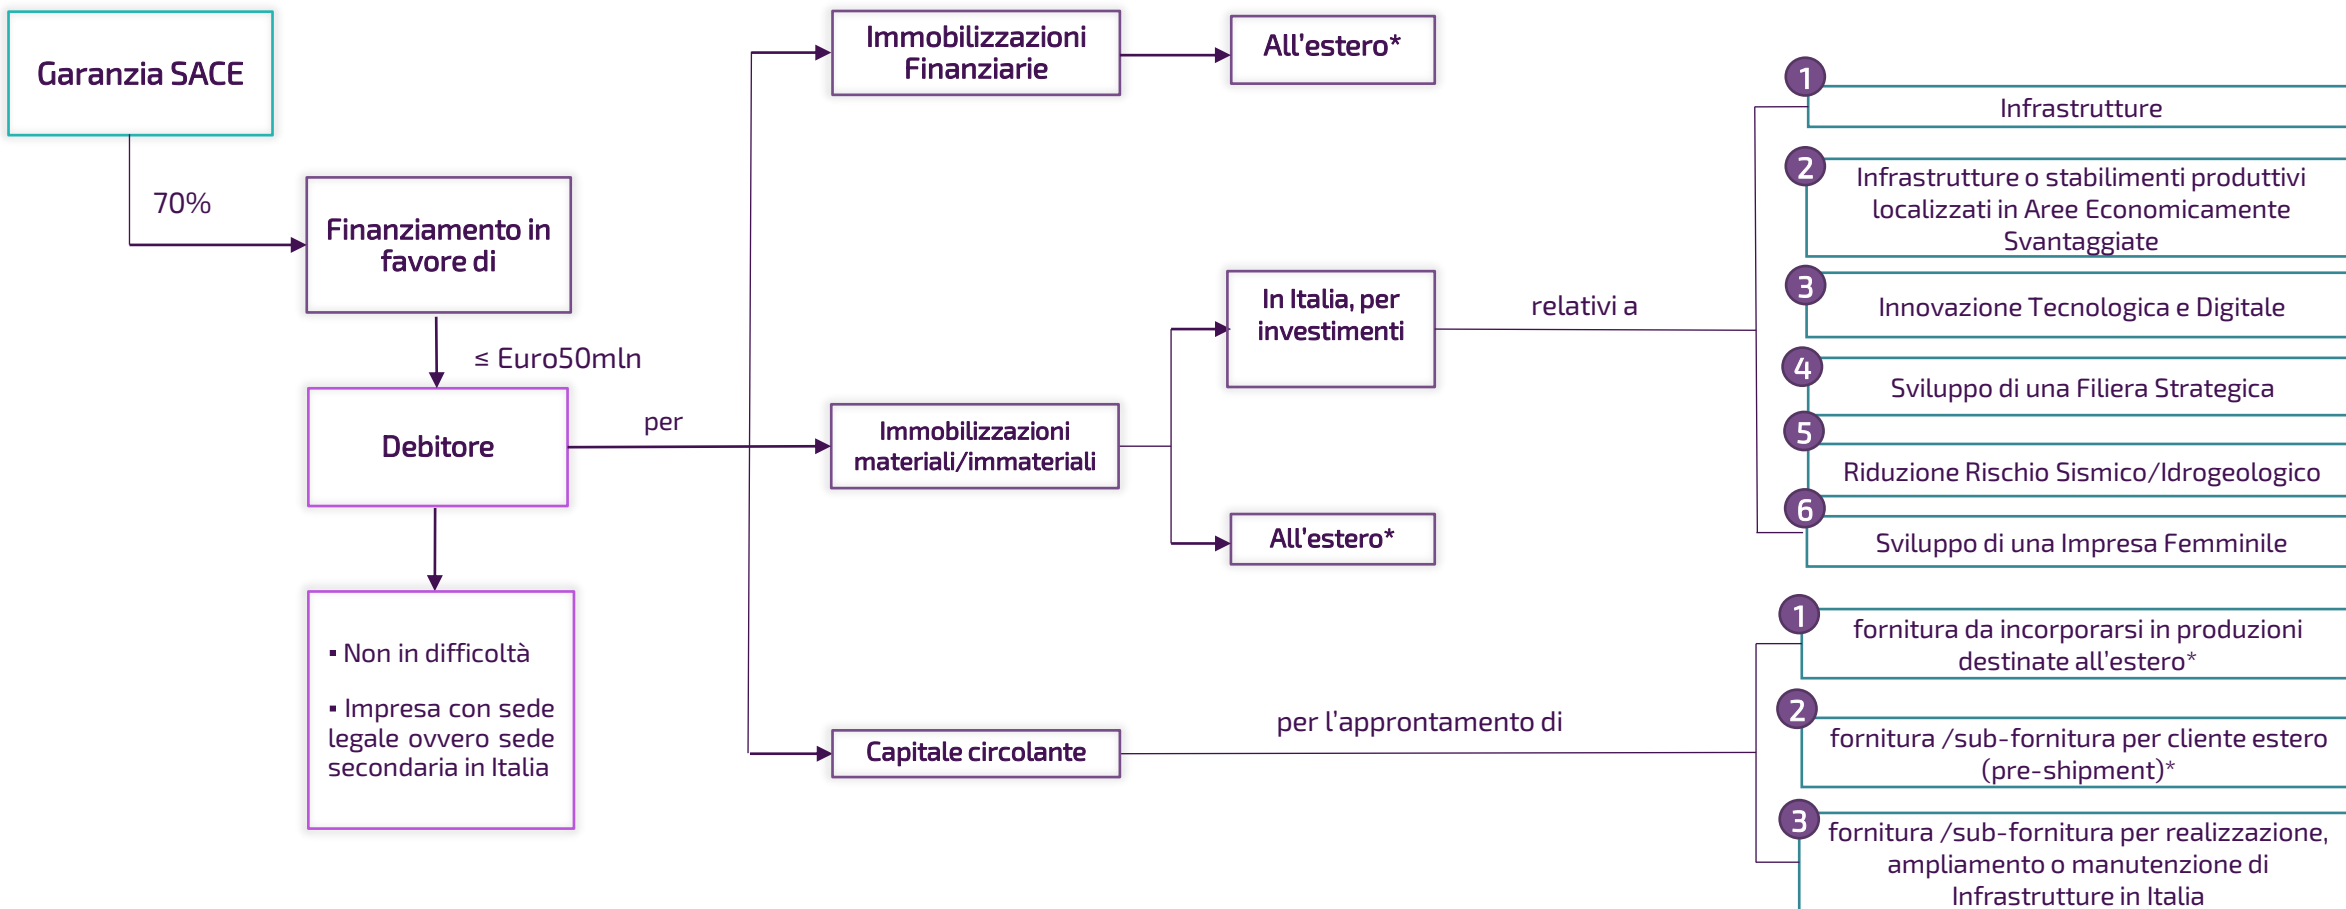 Garanzia SACE
70%
Finanziamento in
favore di
≤ Euro50mln
Debitore
▪ Non in difficoltà
▪ Impresa con sede
legale ovvero sede
secondaria in Italia
per
Immobilizzazioni
Finanziarie
All'estero*
Immobilizzazioni
materiali/immateriali
In Italia, per
investimenti
relativi a
All'estero*
1
Infrastrutture
2
Infrastrutture o stabilimenti produttivi
localizzati in Aree Economicamente
Svantaggiate
3
Innovazione Tecnologica e Digitale
4
Sviluppo di una Filiera Strategica
5
Riduzione Rischio Sismico/Idrogeologico
6
Sviluppo di una Impresa Femminile
Capitale circolante
per l'approntamento di
1
fornitura da incorporarsi in produzioni
destinate all'estero*
2
fornitura /sub-fornitura per cliente estero
(pre-shipment)*
3
fornitura /sub-fornitura per realizzazione,
ampliamento o manutenzione di
Infrastrutture in Italia